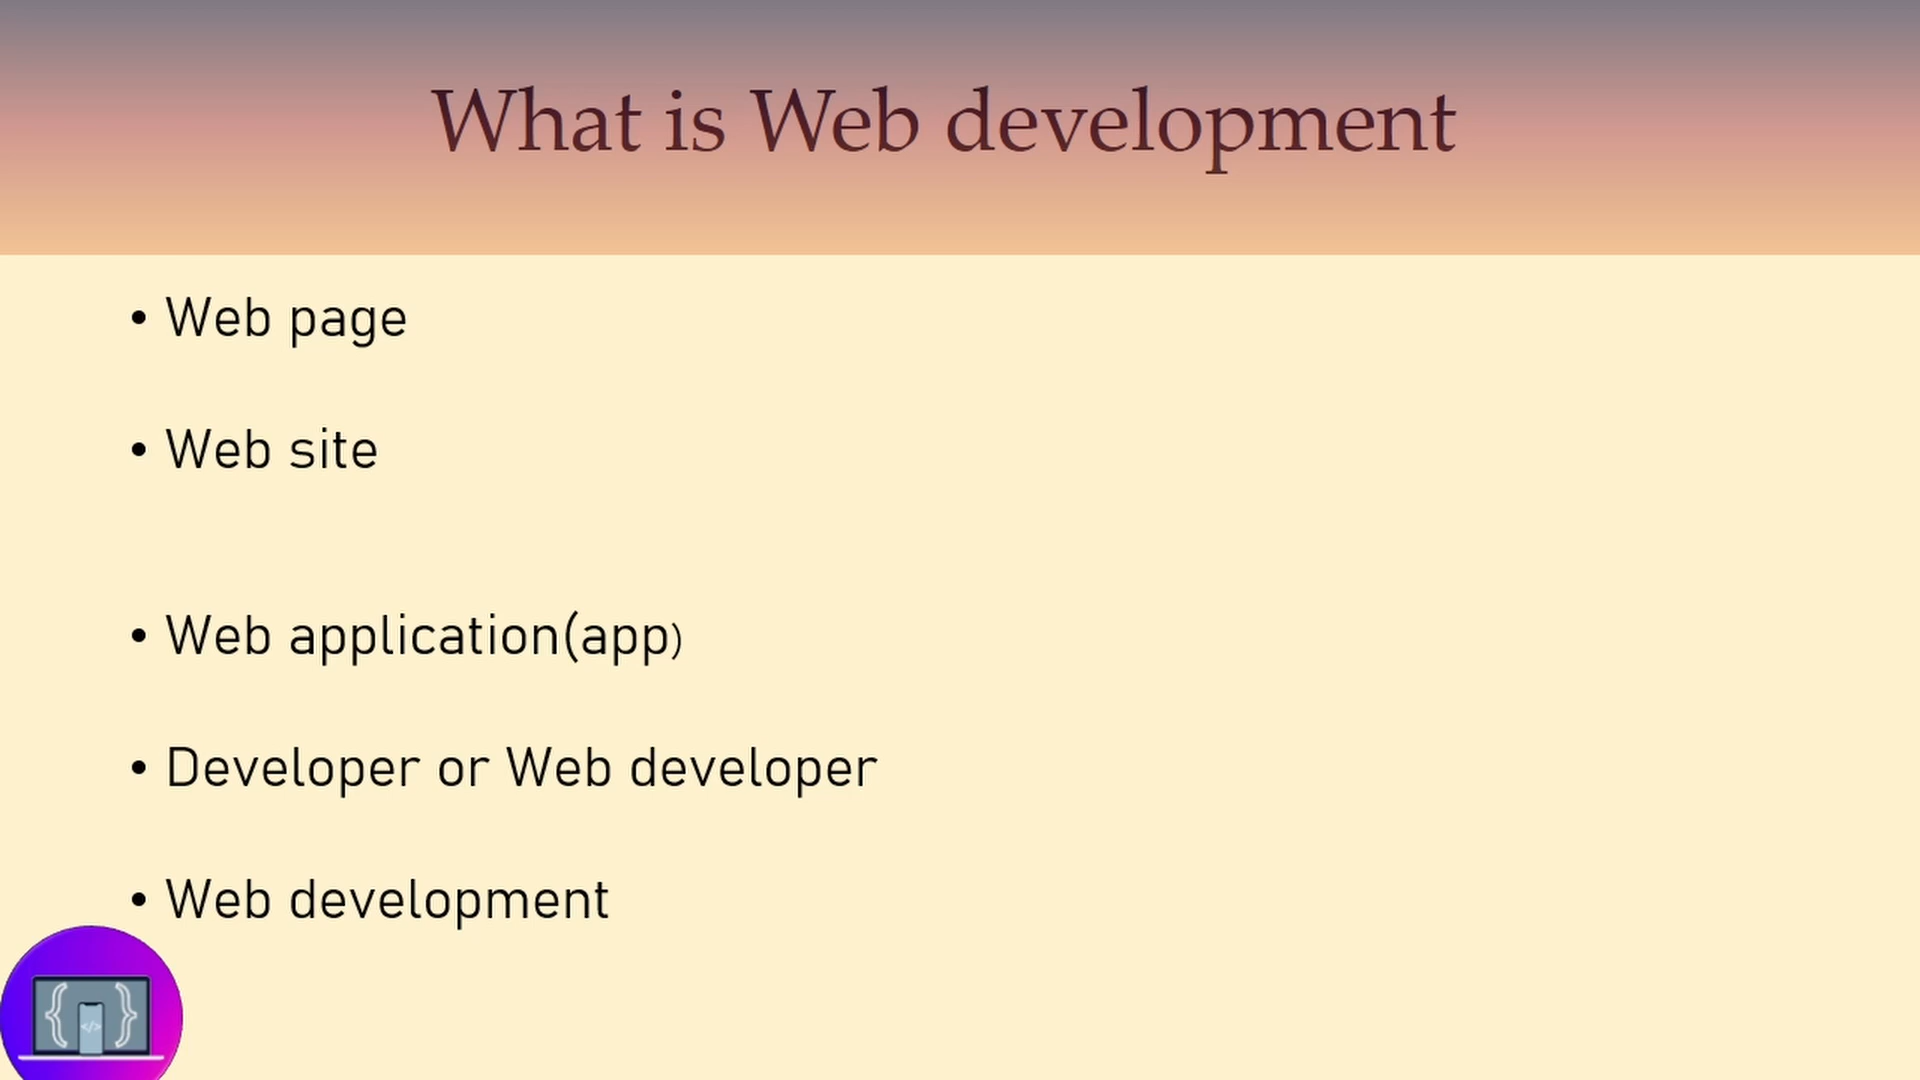 What is Web development
• Web page
• Web site
• Web application(app)
• Developer or Web developer
• Web development
{ </> }